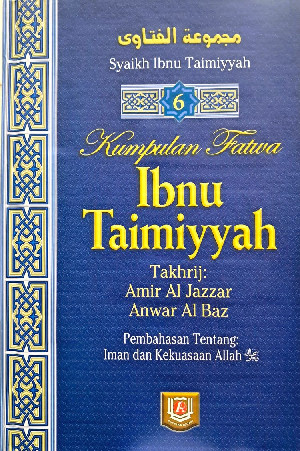 مجموعة الفتاوى
Syaikh Ibnu Taimiyyah
6
Kumpulan Fatwa
Ibnu
Taimiyyah
Takhrij:
Amir Al Jazzar
Anwar Al Baz
Pembahasan Tentang:
Iman dan Kekuasaan Allah ﷻ